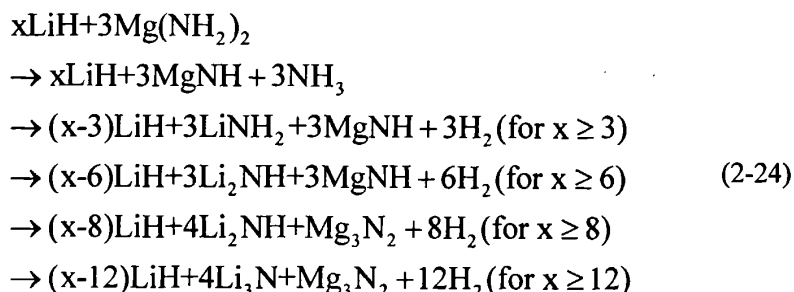 xLiH+3Mg(NH₂)₂
→ xLiH+3MgNH + 3NH₃
→ (x-3)LiH+3LiNH₂ +3MgNH + 3H₂ (for x ≥ 3)
→ (x-6)LiH+3Li₂NH+3MgNH + 6H₂ (for x ≥ 6) (2-24)
→ (x-8)LiH+4Li₂NH+Mg₃N₂ + 8H₂ (for x ≥ 8)
→ (x-12)LiH+4Li₃N+Mg₃N₂ +12H₂ (for x ≥ 12)